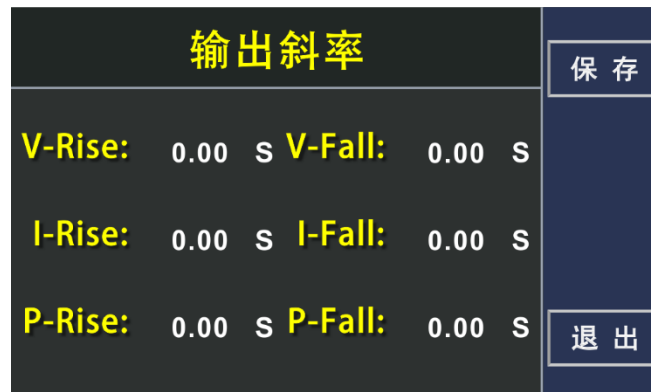 输出斜率
保存
V-Rise: 0.00 S V-Fall: 0.00 S
I-Rise: 0.00 S I-Fall: 0.00 S
P-Rise: 0.00 S P-Fall: 0.00 S
退出